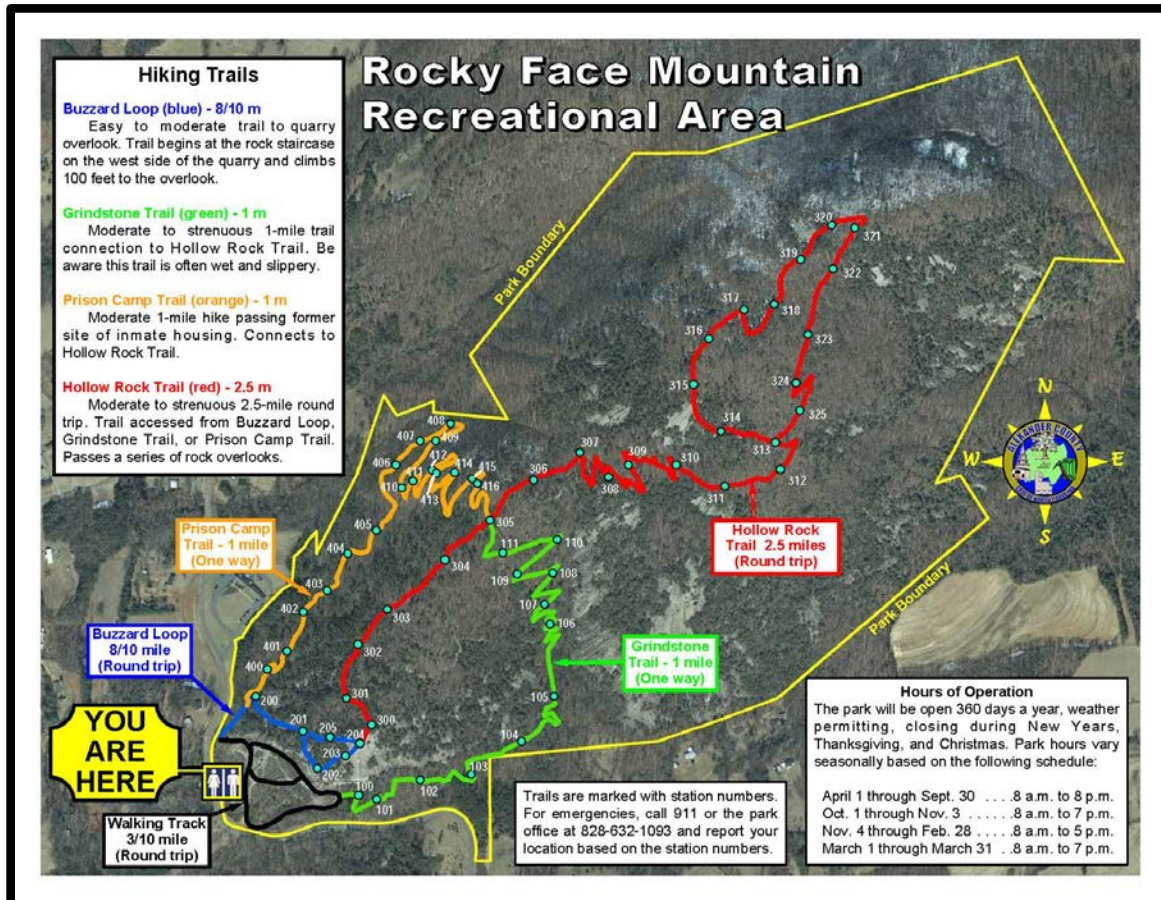 Rocky Face Mountain
Recreational Area
Hiking Trails
Buzzard Loop (blue) - 8/10 m
Easy to moderate trail to quarry
overlook. Trail begins at the rock staircase
on the west side of the quarry and climbs
100 feet to the overlook.
Grindstone Trail (green) - 1 m
Moderate to strenuous 1-mile trail
connection to Hollow Rock Trail. Be
aware this trail is often wet and slippery.
Prison Camp Trail (orange) - 1 m
Moderate 1-mile hike passing former
site of inmate housing. Connects to
Hollow Rock Trail.
Hollow Rock Trail (red) - 2.5 m
Moderate to strenuous 2.5-mile round
trip. Trail accessed from Buzzard Loop,
Grindstone Trail, or Prison Camp Trail.
Passes a series of rock overlooks.
Park Boundary
320
321
319
322
317
318
316
323
315
324
325
314
313
312
408
407
409
412
406
414
415
411
410
413
416
307
309
310
306
308
311
305
Hollow Rock
Trail 2.5 miles
(Round trip)
N
W
E
S
ALEXANDER COUNTY
Prison Camp
Trail - 1 mile
(One way)
405
404
403
402
401
400
111
110
304
109
108
107
106
303
302
301
300
Park Boundary
Buzzard Loop
8/10 mile
(Round trip)
Grindstone
Trail - 1 mile
(One way)
200
201
205
204
203
202
105
104
103
102
100
101
YOU
ARE
HERE
Walking Track
3/10 mile
(Round trip)
Trails are marked with station numbers.
For emergencies, call 911 or the park
office at 828-632-1093 and report your
location based on the station numbers.
Hours of Operation
The park will be open 360 days a year, weather
permitting, closing during New Years,
Thanksgiving, and Christmas. Park hours vary
seasonally based on the following schedule:
April 1 through Sept. 30 . . . .8 a.m. to 8 p.m.
Oct. 1 through Nov. 3 . . . . . .8 a.m. to 7 p.m.
Nov. 4 through Feb. 28 . . . . .8 a.m. to 5 p.m.
March 1 through March 31 . .8 a.m. to 7 p.m.